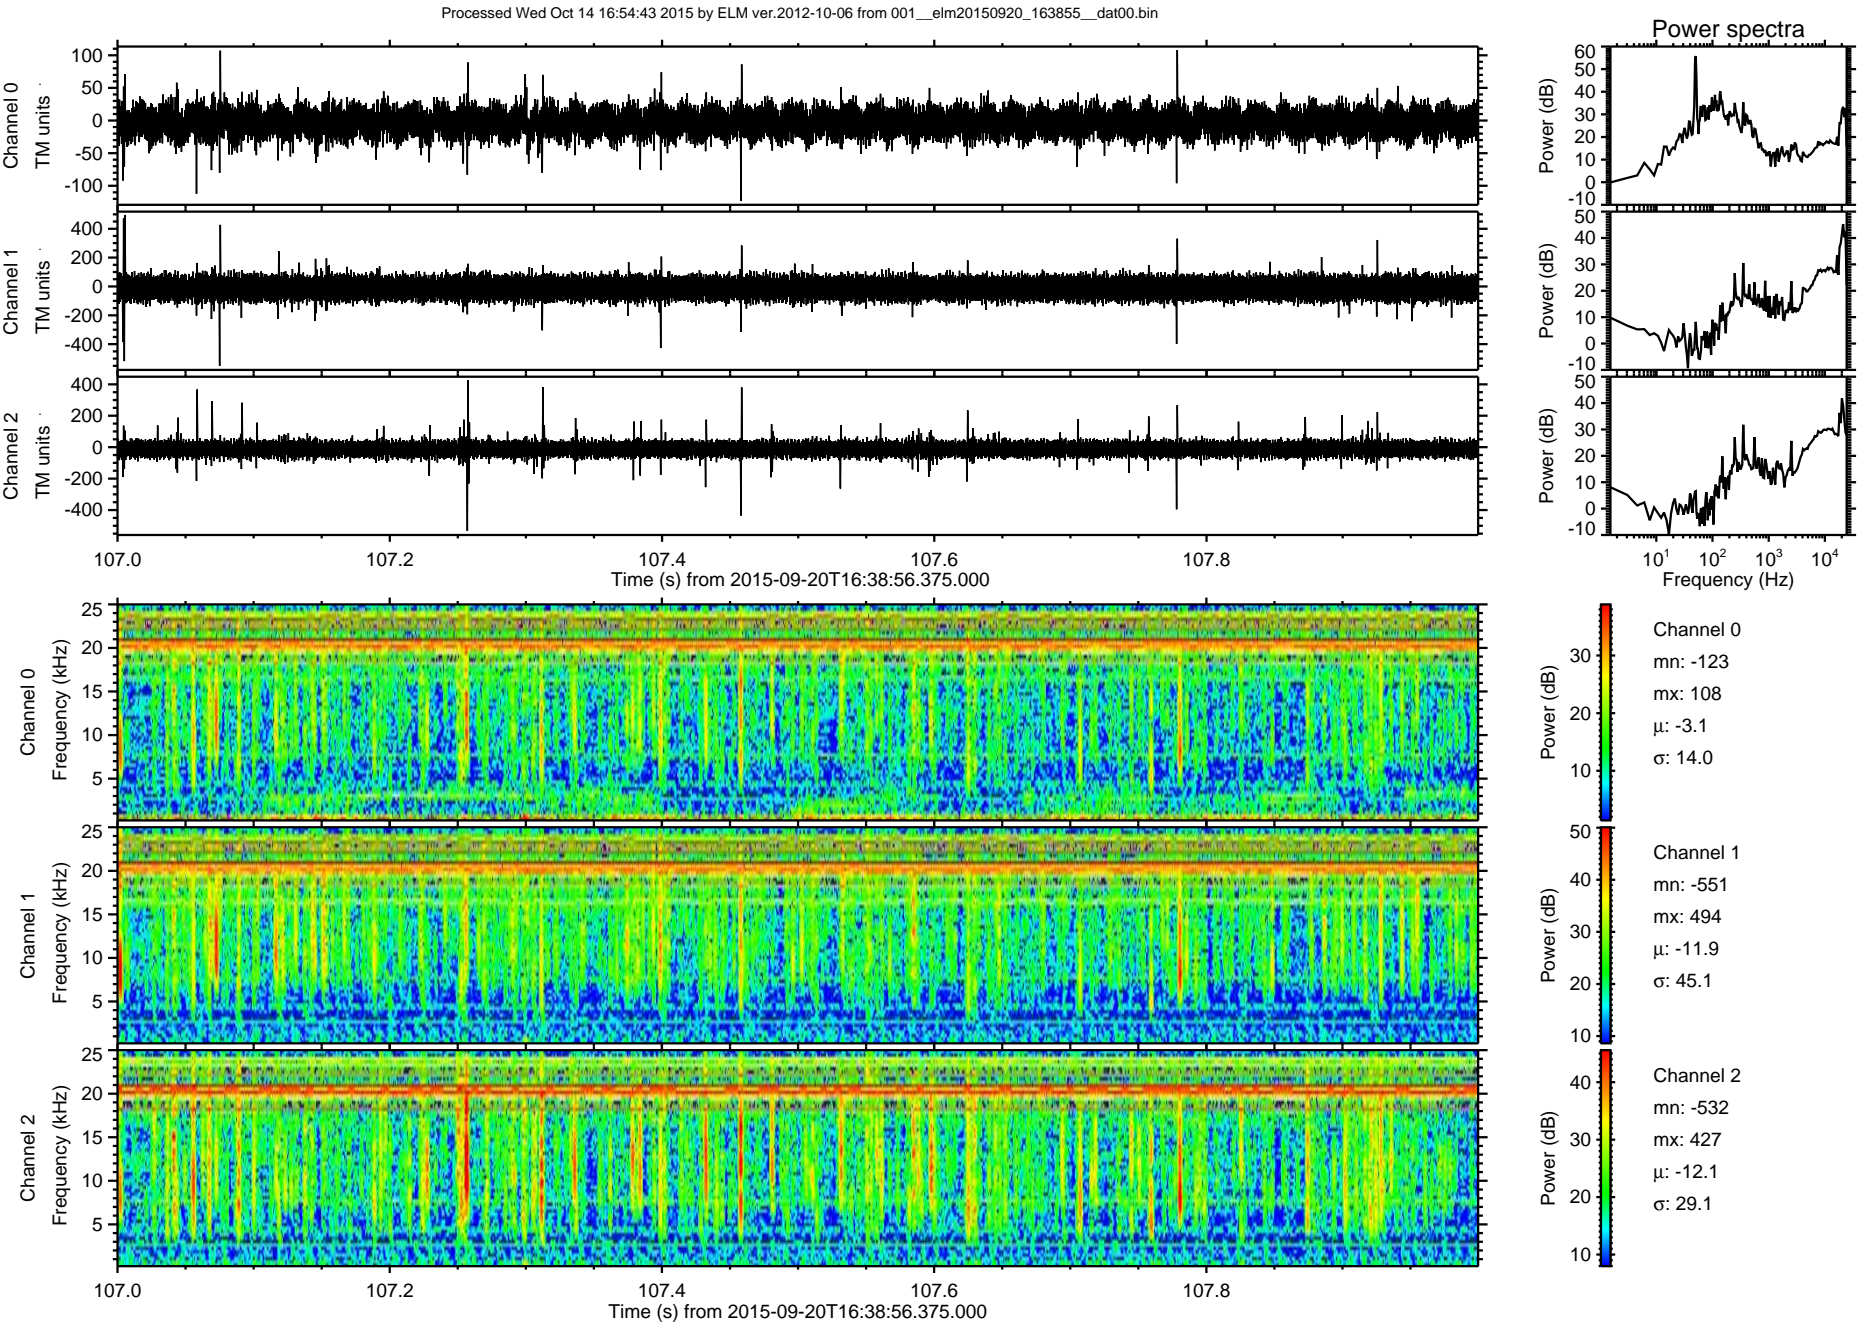 Processed Wed Oct 14 16:54:43 2015 by ELM ver.2012-10-06 from 001__elm20150920_163855__dat00.bin
Power spectra
Channel 0
TM units
100
50
0
-50
-100
Power (dB)
60
50
40
30
20
10
0
-10
Channel 1
TM units
400
200
0
-200
-400
Power (dB)
50
40
30
20
10
0
-10
Channel 2
TM units
400
200
0
-200
-400
Power (dB)
50
40
30
20
10
0
-10
107.0 107.2 107.4 107.6 107.8
Time (s) from 2015-09-20T16:38:56.375.000
10¹ 10² 10³ 10⁴
Frequency (Hz)
Channel 0
Frequency (kHz)
25
20
15
10
5
Power (dB)
30
20
10
Channel 0
mn: -123
mx: 108
µ: -3.1
σ: 14.0
Channel 1
Frequency (kHz)
25
20
15
10
5
Power (dB)
50
40
30
20
10
Channel 1
mn: -551
mx: 494
µ: -11.9
σ: 45.1
Channel 2
Frequency (kHz)
25
20
15
10
5
Power (dB)
40
30
20
10
Channel 2
mn: -532
mx: 427
µ: -12.1
σ: 29.1
107.0 107.2 107.4 107.6 107.8
Time (s) from 2015-09-20T16:38:56.375.000